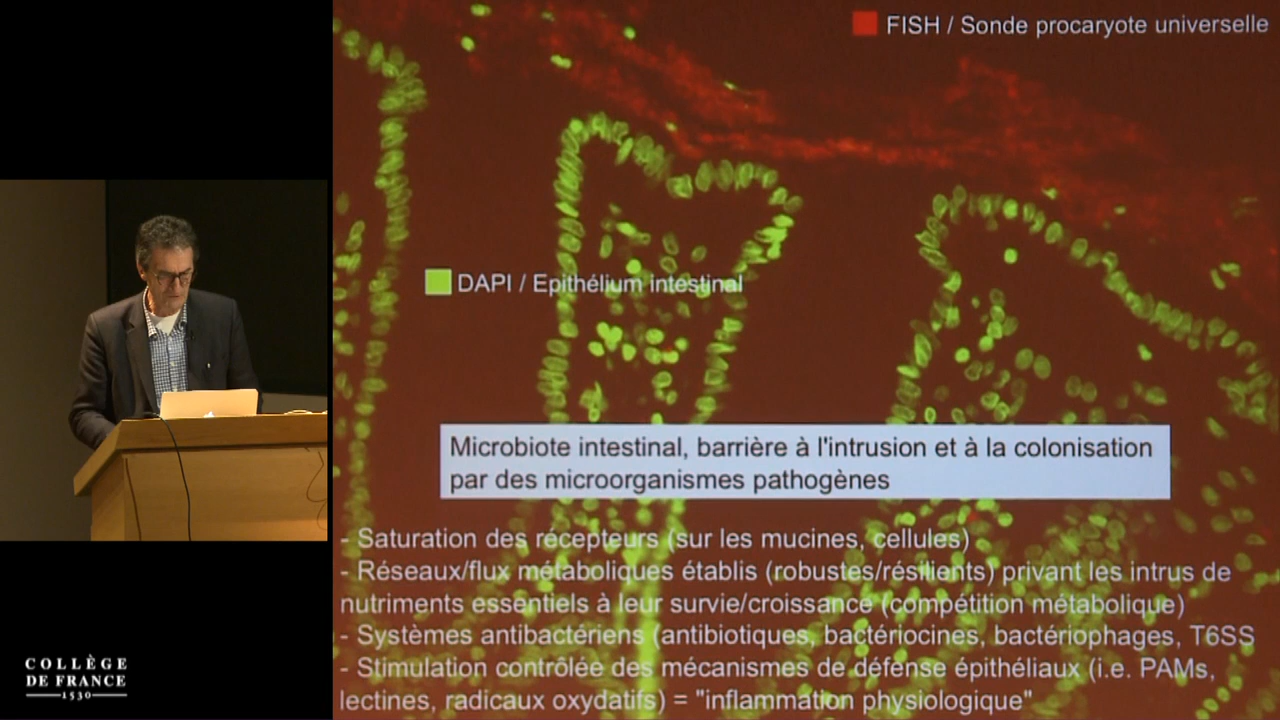 FISH / Sonde procaryote universelle
DAPI / Epithélium intestinal
Microbiote intestinal, barrière à l'intrusion et à la colonisation
par des microorganismes pathogènes
- Saturation des récepteurs (sur les mucines, cellules)
- Réseaux/flux métaboliques établis (robustes/résilients) privant les intrus de
nutriments essentiels à leur survie/croissance (compétition métabolique)
- Systèmes antibactériens (antibiotiques, bactériocines, bactériophages, T6SS
- Stimulation contrôlée des mécanismes de défense épithéliaux (i.e. PAMs,
lectines, radicaux oxydatifs) = "inflammation physiologique"
COLLÈGE
DE FRANCE
1530